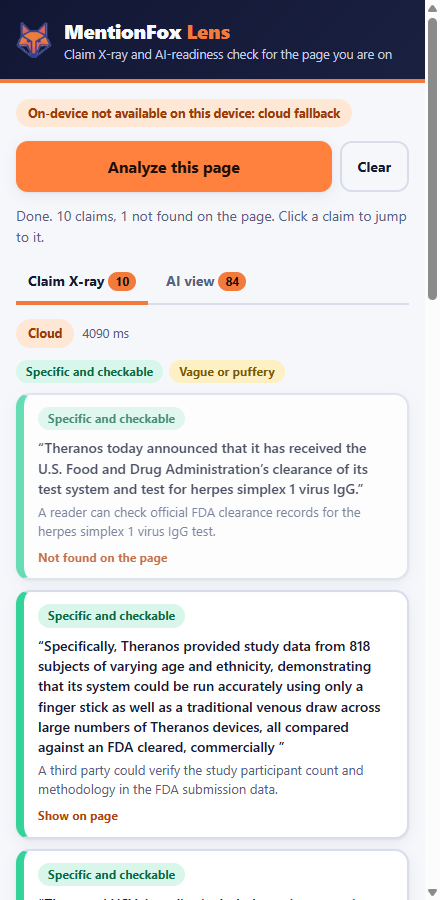 MentionFox Lens
Claim X-ray and AI-readiness check for the page you are on
On-device not available on this device: cloud fallback
Analyze this page
Clear
Done. 10 claims, 1 not found on the page. Click a claim to jump
to it.
Claim X-ray 10
AI view 84
Cloud 4090 ms
Specific and checkable
Vague or puffery
Specific and checkable
“Theranos today announced that it has received the
U.S. Food and Drug Administration’s clearance of its
test system and test for herpes simplex 1 virus IgG.”
A reader can check official FDA clearance records for the
herpes simplex 1 virus IgG test.
Not found on the page
Specific and checkable
“Specifically, Theranos provided study data from 818
subjects of varying age and ethnicity, demonstrating
that its system could be run accurately using only a
finger stick as well as a traditional venous draw across
large numbers of Theranos devices, all compared
against an FDA cleared, commercially ”
A third party could verify the study participant count and
methodology in the FDA submission data.
Show on page
Specific and checkable